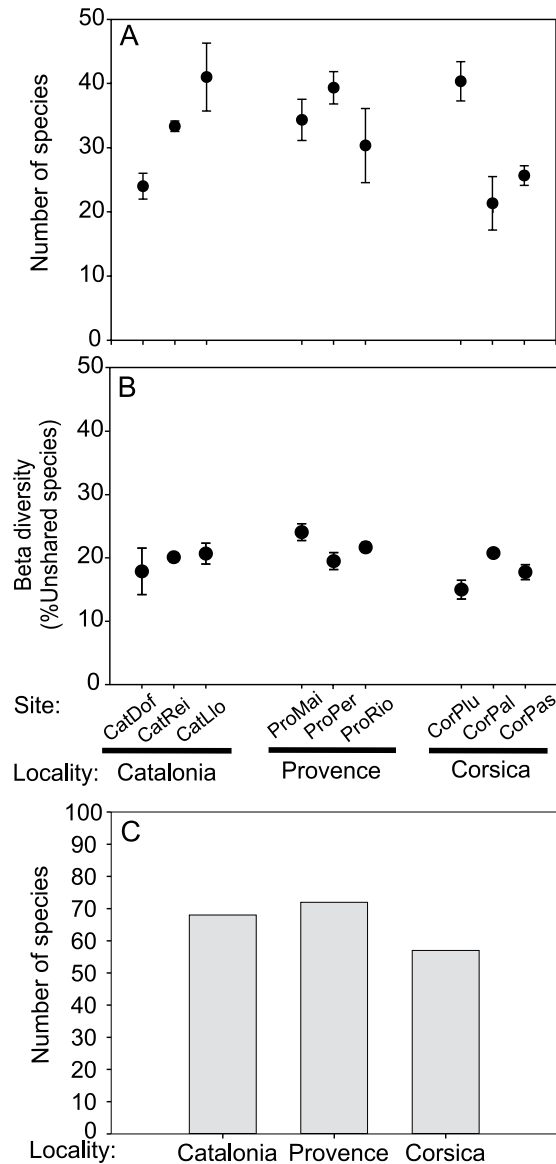 A
50
40
30
20
10
0
Number of species
B
50
40
30
20
10
0
Beta diversity
(%Unshared species)
Site:
CatDof
CatRei
CatLlo
ProMai
ProPer
ProRio
CorPlu
CorPal
CorPas
Locality:
Catalonia
Provence
Corsica
C
100
90
80
70
60
50
40
30
20
10
0
Number of species
Locality:
Catalonia
Provence
Corsica